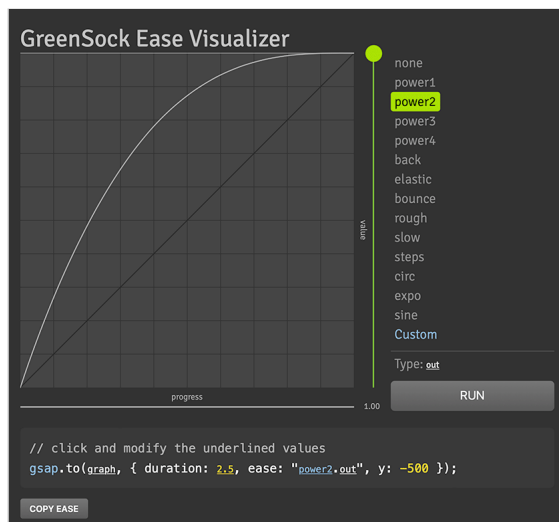 GreenSock Ease Visualizer
none
power1
power2
power3
power4
back
elastic
bounce
rough
slow
steps
circ
expo
sine
Custom
value
Type: out
progress
1.00
RUN
// click and modify the underlined values
gsap.to(graph, { duration: 2.5, ease: "power2.out", y: -500 });
COPY EASE